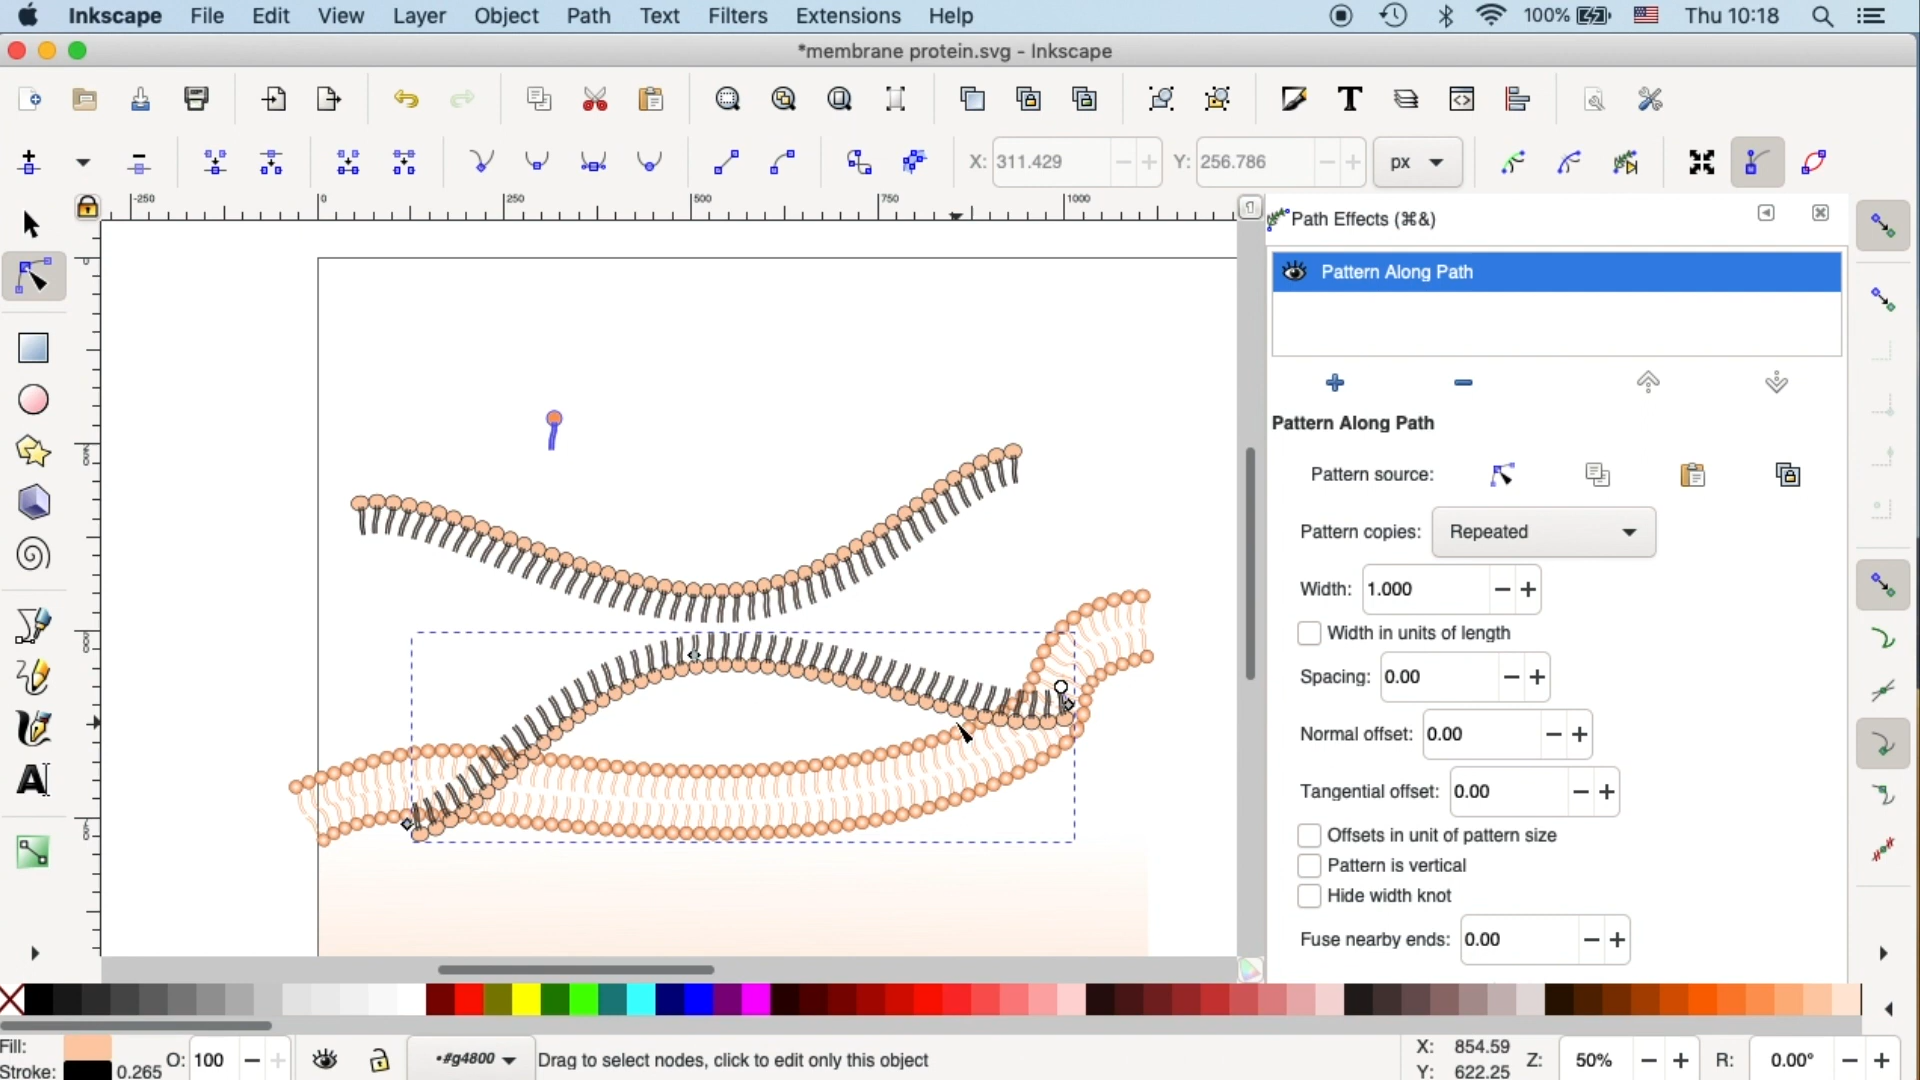 Inkscape File Edit View Layer Object Path Text Filters Extensions Help 100% Thu 10:18
*membrane protein.svg - Inkscape
X: 311.429 Y: 256.786 px
-250 0 250 500 750 1000
Path Effects (⌘&)
Pattern Along Path
Pattern Along Path
Pattern source:
Pattern copies: Repeated
Width: 1.000
Width in units of length
Spacing: 0.00
Normal offset: 0.00
Tangential offset: 0.00
Offsets in unit of pattern size
Pattern is vertical
Hide width knot
Fuse nearby ends: 0.00
Fill:
Stroke: 0.265 O: 100 •#g4800 Drag to select nodes, click to edit only this object
X: 854.59
Y: 622.25
Z: 50% R: 0.00°